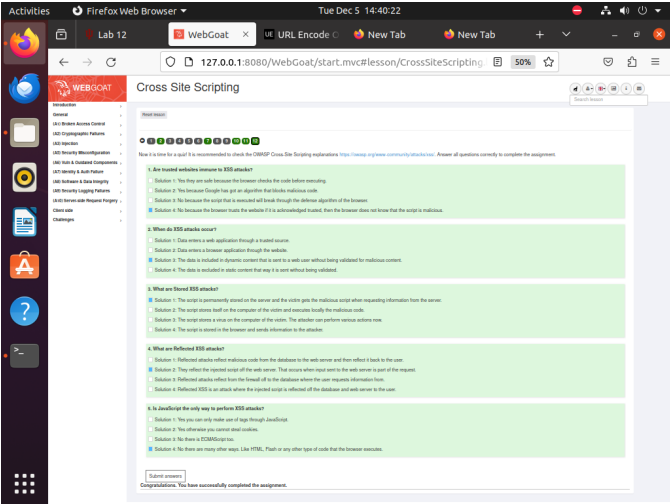 Activities
Firefox Web Browser
Tue Dec 5 14:40:22
Lab 12
WebGoat
URL Encode O
New Tab
New Tab
127.0.0.1:8080/WebGoat/start.mvc#lesson/CrossSiteScripting.
50%
WEBGOAT
Cross Site Scripting
Search lesson
Introduction
General
(A1) Broken Access Control
(A2) Cryptographic Failures
(A3) Injection
(A5) Security Misconfiguration
(A6) Vuln & Outdated Components
(A7) Identity & Auth Failure
(A8) Software & Data Integrity
(A9) Security Logging Failures
(A10) Server-side Request Forgery
Client side
Challenges
Reset lesson
1 2 3 4 5 6 7 8 9 10 11 12
Now it is time for a quiz! It is recommended to check the OWASP Cross-Site Scripting explanations https://owasp.org/www-community/attacks/xss/. Answer all questions correctly to complete the assignment.
1. Are trusted websites immune to XSS attacks?
Solution 1: Yes they are safe because the browser checks the code before executing.
Solution 2: Yes because Google has got an algorithm that blocks malicious code.
Solution 3: No because the script that is executed will break through the defense algorithm of the browser.
Solution 4: No because the browser trusts the website if it is acknowledged trusted, then the browser does not know that the script is malicious.
2. When do XSS attacks occur?
Solution 1: Data enters a web application through a trusted source.
Solution 2: Data enters a browser application through the website.
Solution 3: The data is included in dynamic content that is sent to a web user without being validated for malicious content.
Solution 4: The data is excluded in static content that way it is sent without being validated.
3. What are Stored XSS attacks?
Solution 1: The script is permanently stored on the server and the victim gets the malicious script when requesting information from the server.
Solution 2: The script stores itself on the computer of the victim and executes locally the malicious code.
Solution 3: The script stores a virus on the computer of the victim. The attacker can perform various actions now.
Solution 4: The script is stored in the browser and sends information to the attacker.
4. What are Reflected XSS attacks?
Solution 1: Reflected attacks reflect malicious code from the database to the web server and then reflect it back to the user.
Solution 2: They reflect the injected script off the web server. That occurs when input sent to the web server is part of the request.
Solution 3: Reflected attacks reflect from the firewall off to the database where the user requests information from.
Solution 4: Reflected XSS is an attack where the injected script is reflected off the database and web server to the user.
5. Is JavaScript the only way to perform XSS attacks?
Solution 1: Yes you can only make use of tags through JavaScript.
Solution 2: Yes otherwise you cannot steal cookies.
Solution 3: No there is ECMAScript too.
Solution 4: No there are many other ways. Like HTML, Flash or any other type of code that the browser executes.
Submit answers
Congratulations. You have successfully completed the assignment.